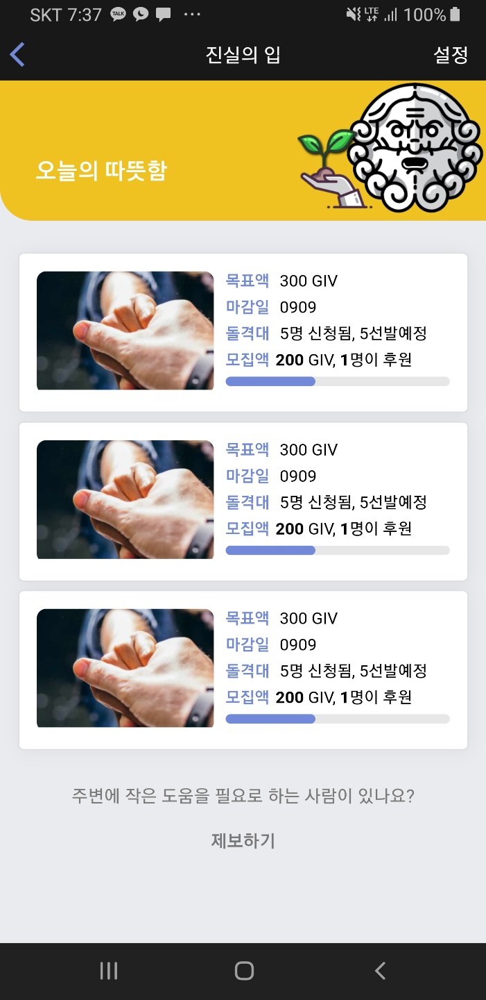 SKT 7:37 TALK LTE 100%
진실의 입 설정
오늘의 따뜻함
목표액 300 GIV
마감일 0909
돌격대 5명 신청됨, 5선발예정
모집액 200 GIV, 1명이 후원
목표액 300 GIV
마감일 0909
돌격대 5명 신청됨, 5선발예정
모집액 200 GIV, 1명이 후원
목표액 300 GIV
마감일 0909
돌격대 5명 신청됨, 5선발예정
모집액 200 GIV, 1명이 후원
주변에 작은 도움을 필요로 하는 사람이 있나요?
제보하기